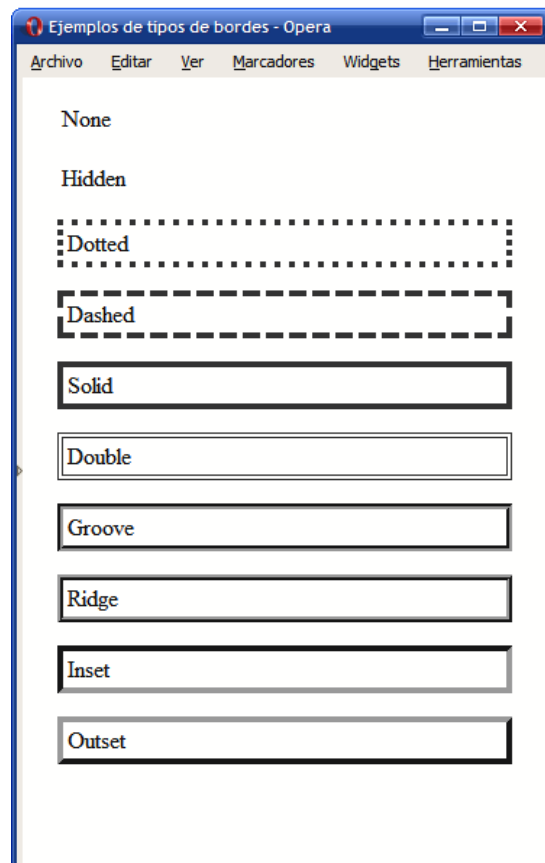 Ejemplos de tipos de bordes - Opera
Archivo Editar Ver Marcadores Widgets Herramientas
None
Hidden
Dotted
Dashed
Solid
Double
Groove
Ridge
Inset
Outset